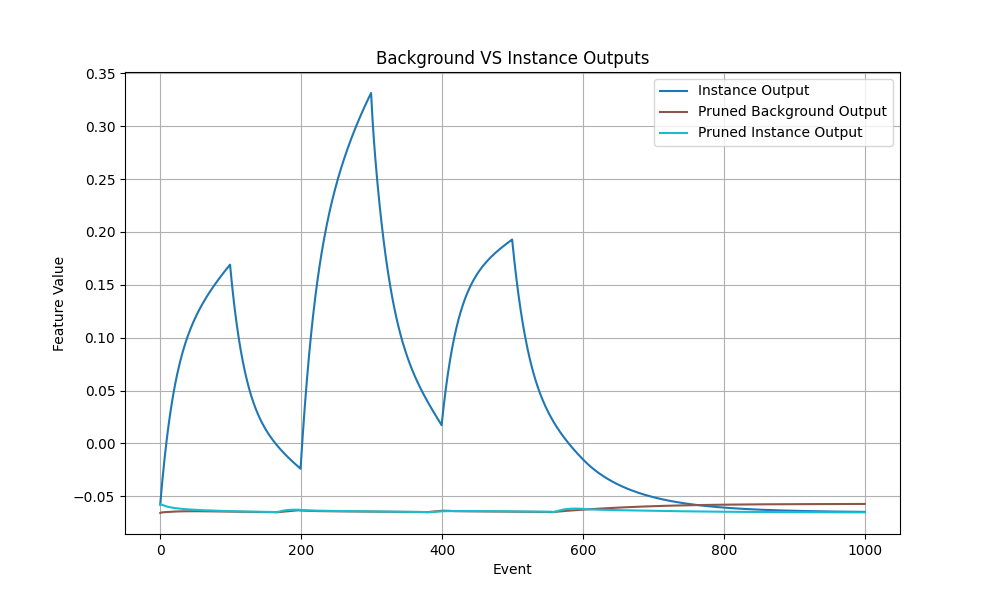 Background VS Instance Outputs
Instance Output
Pruned Background Output
Pruned Instance Output
0.35
0.30
0.25
0.20
0.15
0.10
0.05
0.00
−0.05
Feature Value
0 200 400 600 800 1000
Event